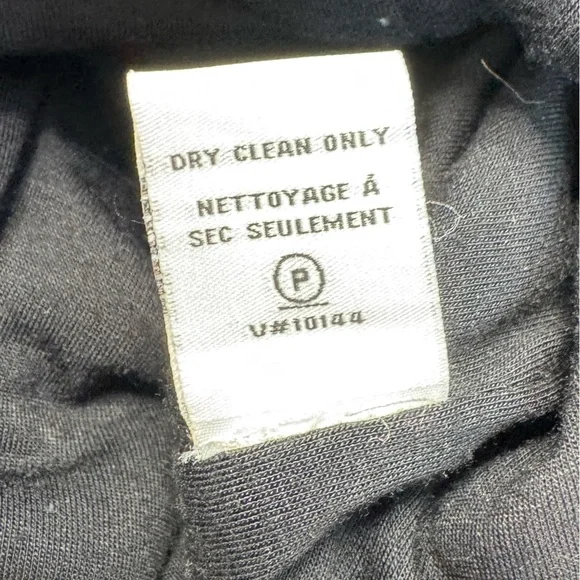 DRY CLEAN ONLY
NETTOYAGE Á
SEC SEULEMENT
P
V#10144